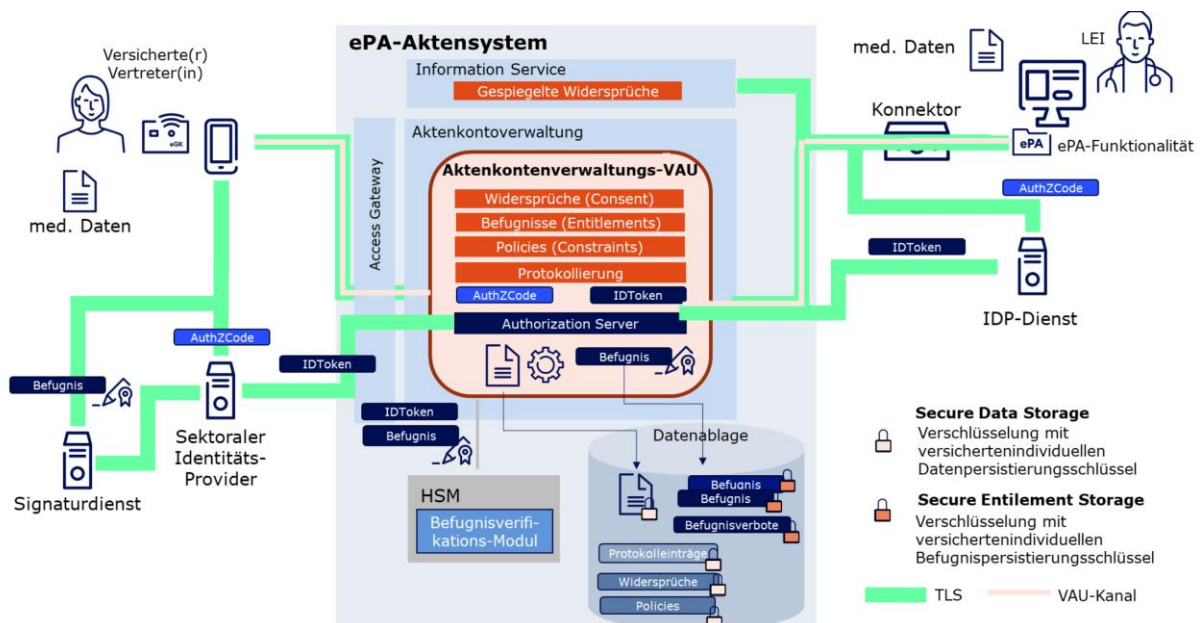 ePA-Aktensystem
Versicherte(r)
Vertreter(in)
eGK
med. Daten
Information Service
Gespiegelte Widersprüche
Access Gateway
Aktenkontoverwaltung
Aktenkontenverwaltungs-VAU
Widersprüche (Consent)
Befugnisse (Entitlements)
Policies (Constraints)
Protokollierung
AuthZCode
IDToken
Authorization Server
Befugnis
med. Daten
LEI
Konnektor
ePA
ePA-Funktionalität
AuthZCode
IDToken
IDP-Dienst
AuthZCode
IDToken
Befugnis
Sektoraler
Identitäts-
Provider
Signaturdienst
IDToken
Befugnis
HSM
Befugnisverifi-
kations-Modul
Datenablage
Befugnis
Befugnis
Befugnisverbote
Protokolleinträge
Widersprüche
Policies
Secure Data Storage
Verschlüsselung mit
versichertenindividuellen
Datenpersistierungsschlüssel
Secure Entilement Storage
Verschlüsselung mit
versichertenindividuellen
Befugnispersistierungsschlüssel
TLS
VAU-Kanal